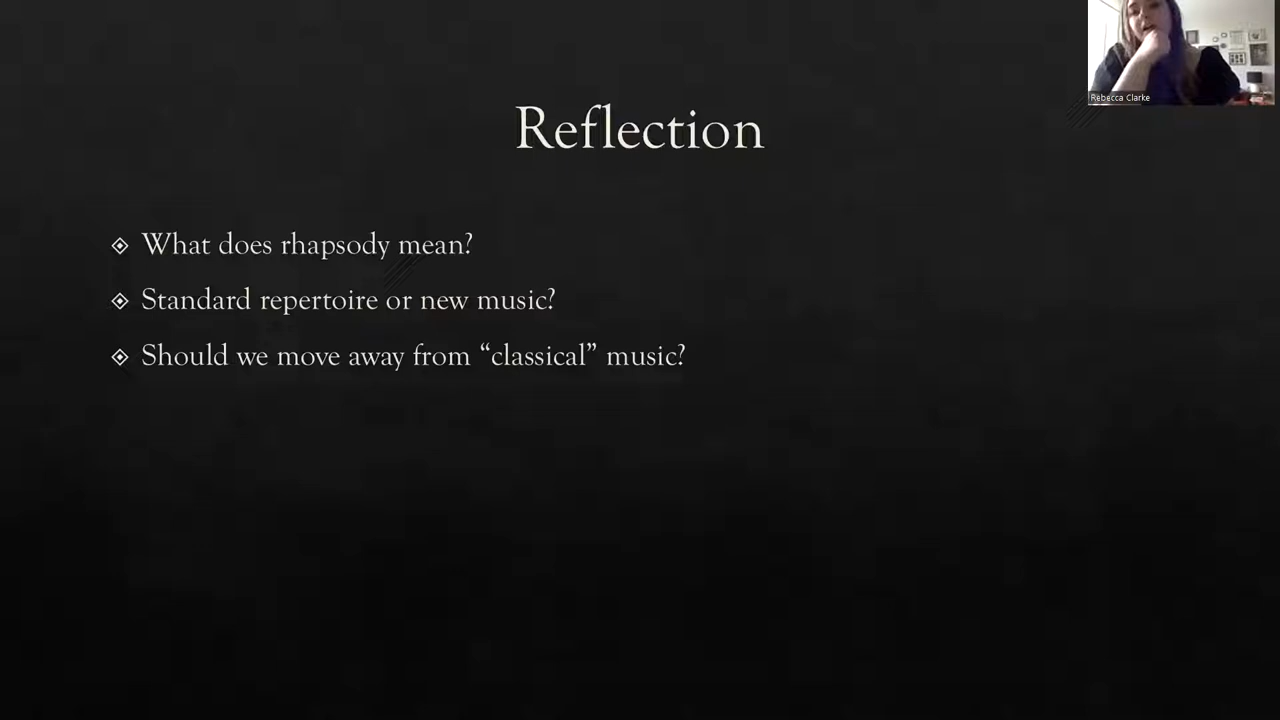 Rebecca Clarke
Reflection
What does rhapsody mean?
Standard repertoire or new music?
Should we move away from “classical” music?